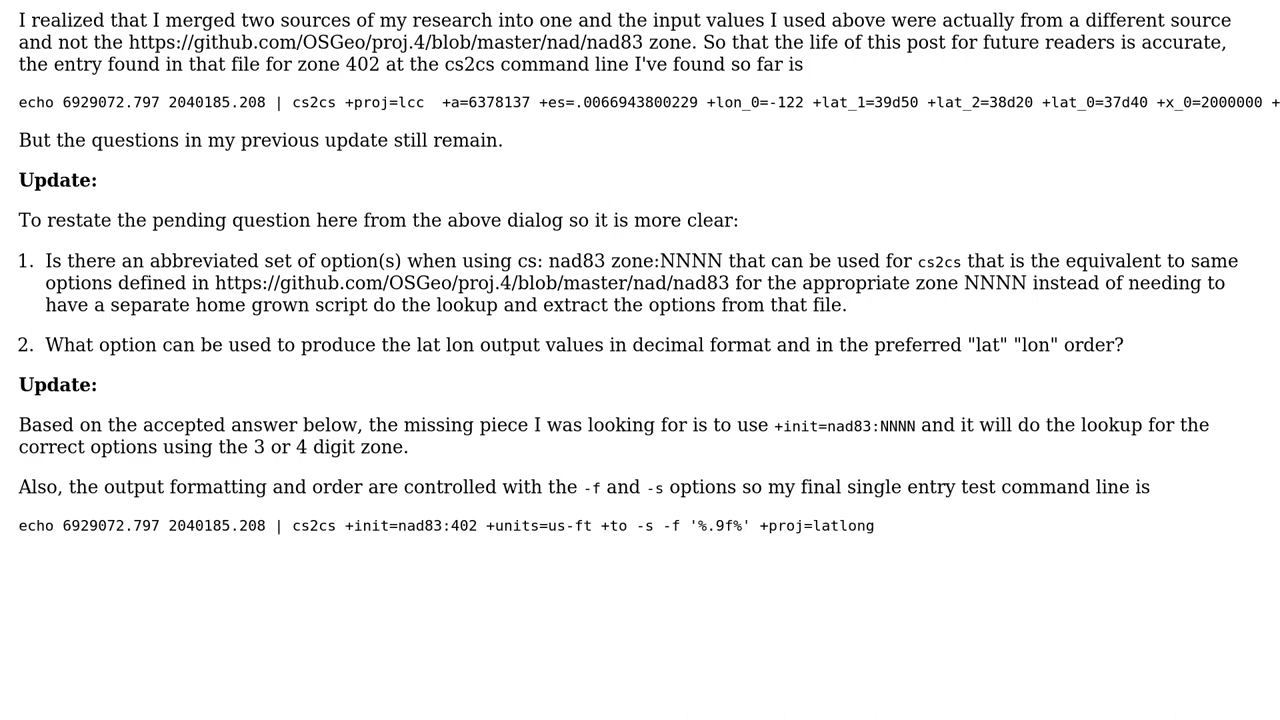 I realized that I merged two sources of my research into one and the input values I used above were actually from a different source
and not the https://github.com/OSGeo/proj.4/blob/master/nad/nad83 zone. So that the life of this post for future readers is accurate,
the entry found in that file for zone 402 at the cs2cs command line I've found so far is
echo 6929072.797 2040185.208 | cs2cs +proj=lcc  +a=6378137 +es=.0066943800229 +lon_0=-122 +lat_1=39d50 +lat_2=38d20 +lat_0=37d40 +x_0=2000000 +
But the questions in my previous update still remain.
Update:
To restate the pending question here from the above dialog so it is more clear:
1. Is there an abbreviated set of option(s) when using cs: nad83 zone:NNNN that can be used for cs2cs that is the equivalent to same
options defined in https://github.com/OSGeo/proj.4/blob/master/nad/nad83 for the appropriate zone NNNN instead of needing to
have a separate home grown script do the lookup and extract the options from that file.
2. What option can be used to produce the lat lon output values in decimal format and in the preferred "lat" "lon" order?
Update:
Based on the accepted answer below, the missing piece I was looking for is to use +init=nad83:NNNN and it will do the lookup for the
correct options using the 3 or 4 digit zone.
Also, the output formatting and order are controlled with the -f and -s options so my final single entry test command line is
echo 6929072.797 2040185.208 | cs2cs +init=nad83:402 +units=us-ft +to -s -f '%.9f%' +proj=latlong